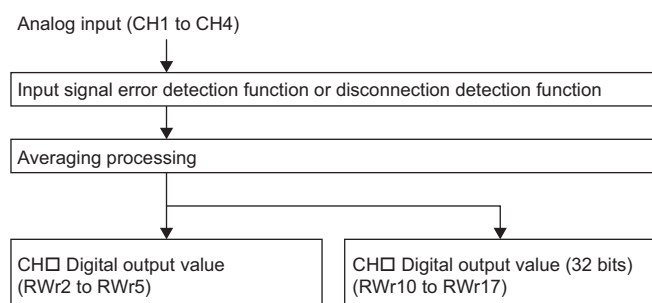 Analog input (CH1 to CH4)
Input signal error detection function or disconnection detection function
Averaging processing
CH□ Digital output value
(RWr2 to RWr5)
CH□ Digital output value (32 bits)
(RWr10 to RWr17)